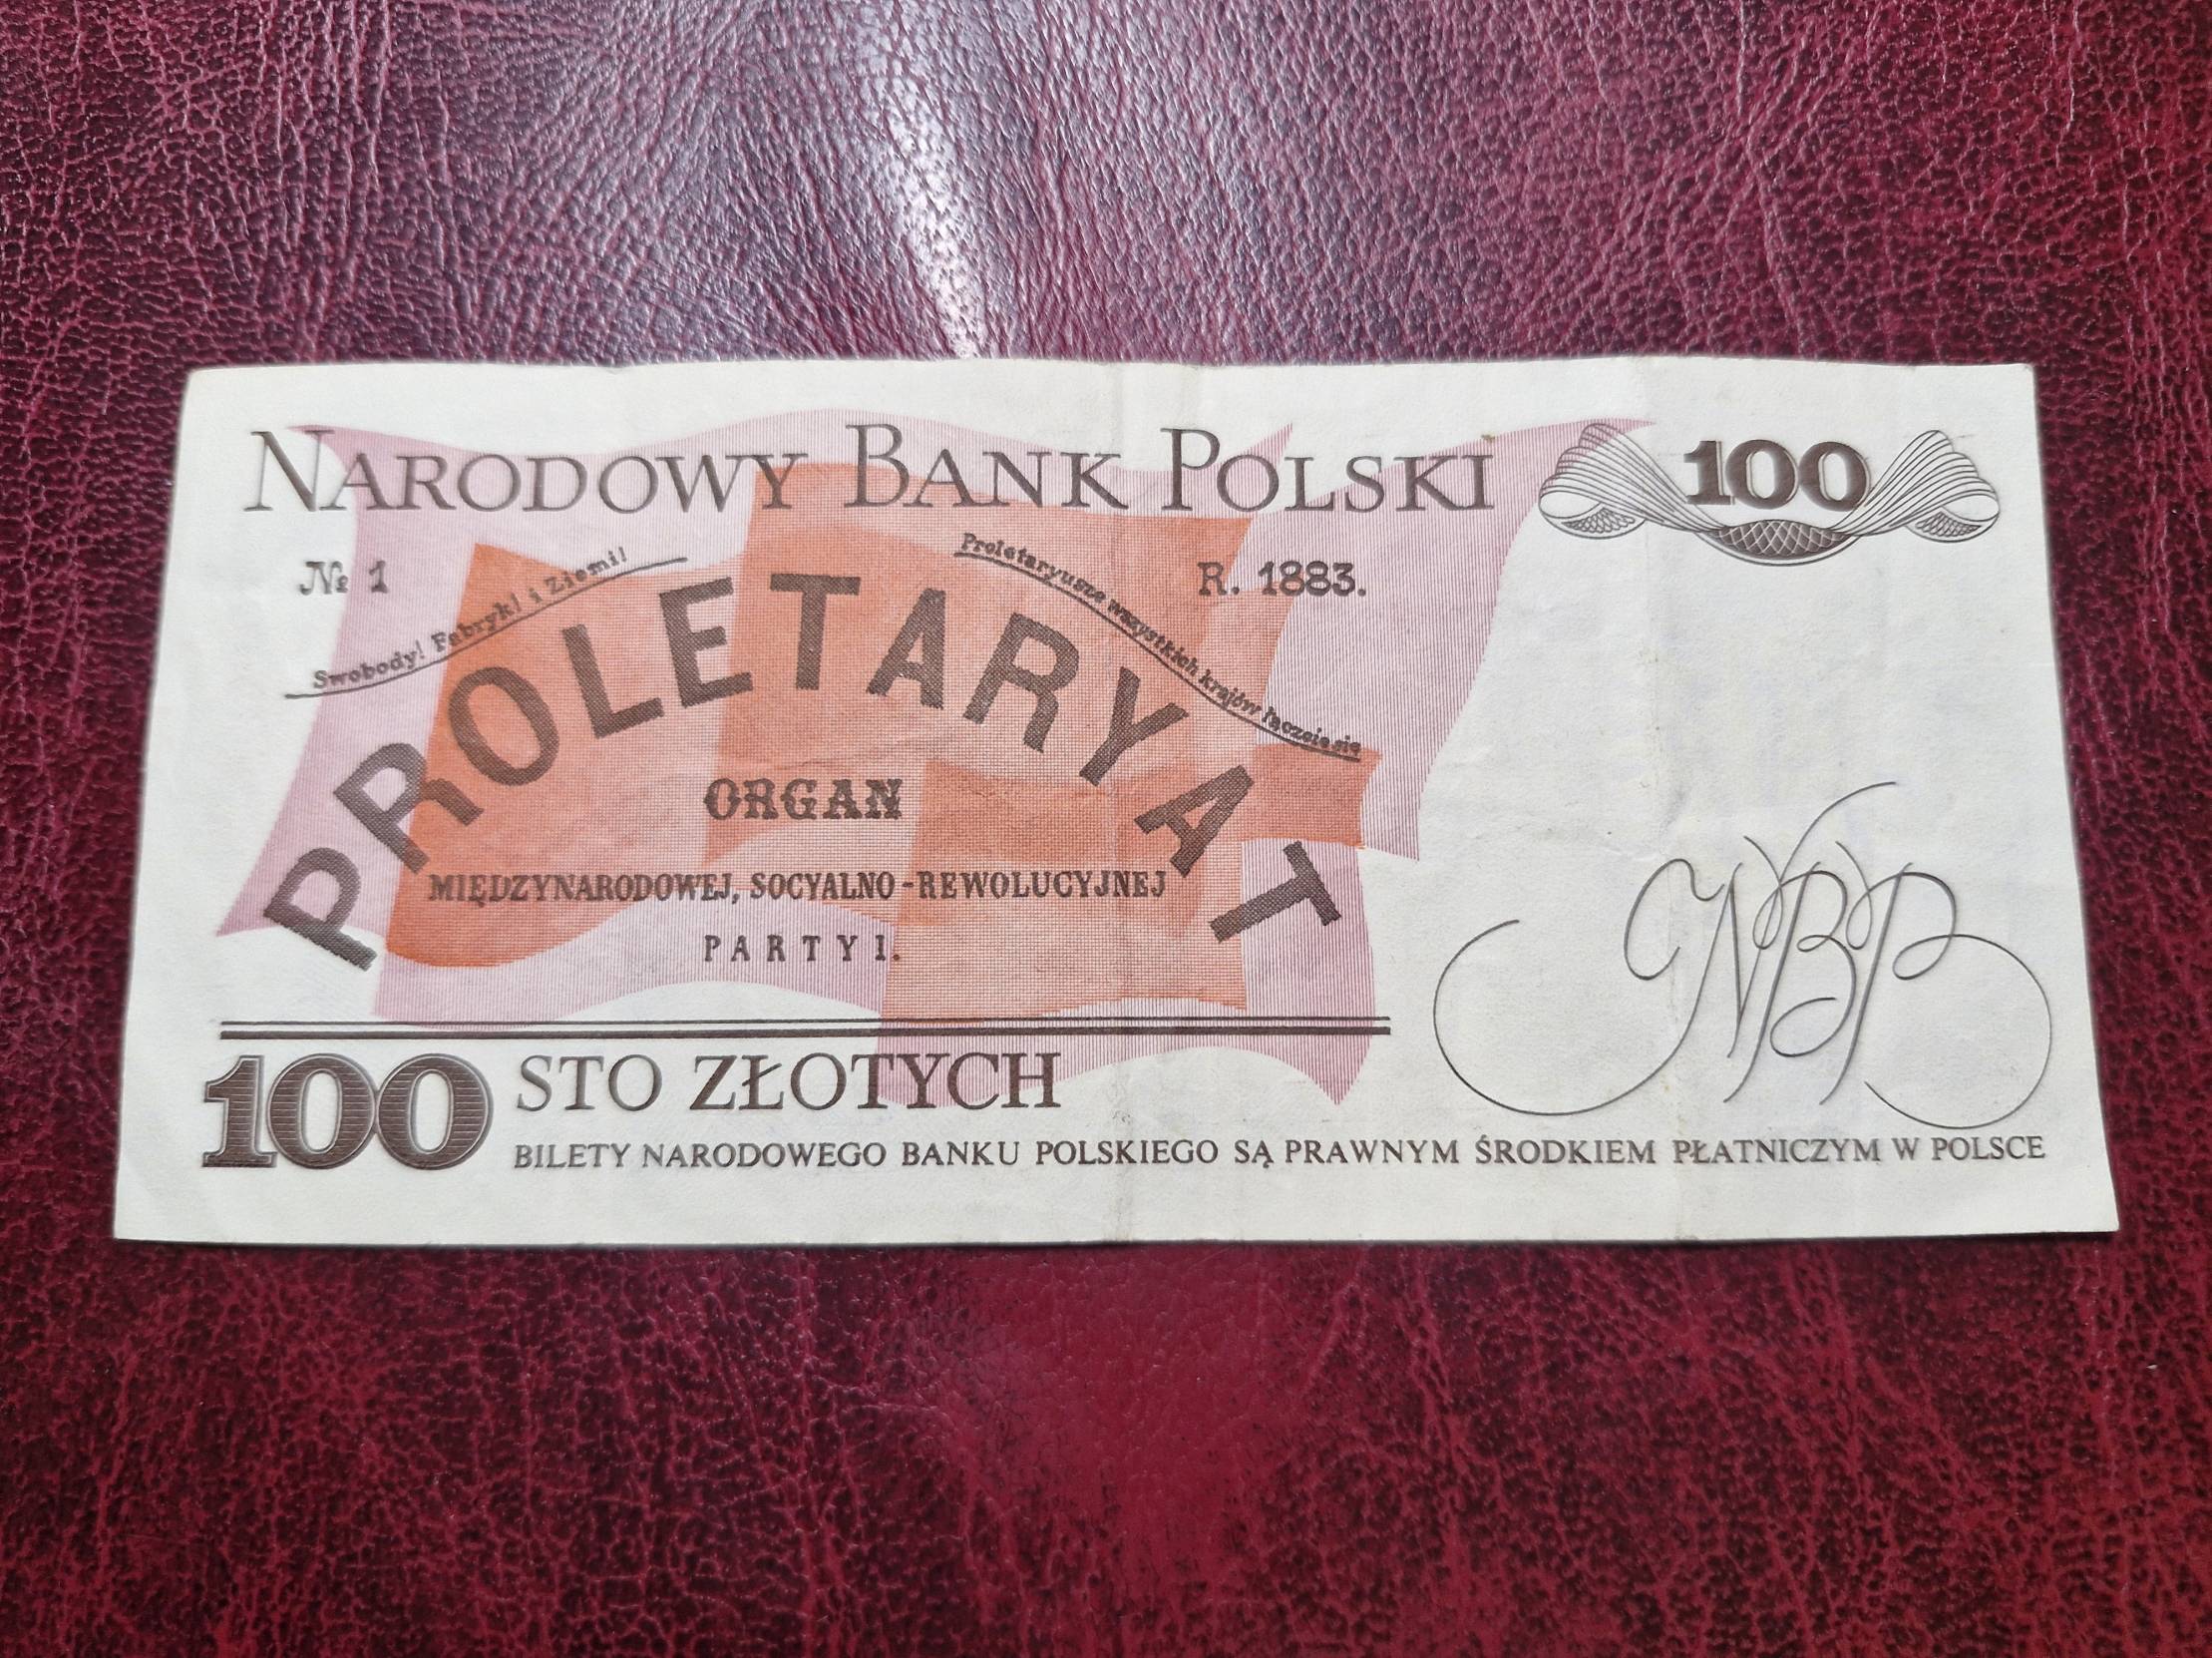 NARODOWY BANK POLSKI
100
№ 1
Swobody! Fabryk! i Ziemi!
Proletaryusze wszystkich krajów łączcie się
R. 1883.
PROLETARYAT
ORGAN
MIĘDZYNARODOWEJ, SOCYALNO-REWOLUCYJNEJ
PARTYI.
NBP
100 STO ZŁOTYCH
BILETY NARODOWEGO BANKU POLSKIEGO SĄ PRAWNYM ŚRODKIEM PŁATNICZYM W POLSCE